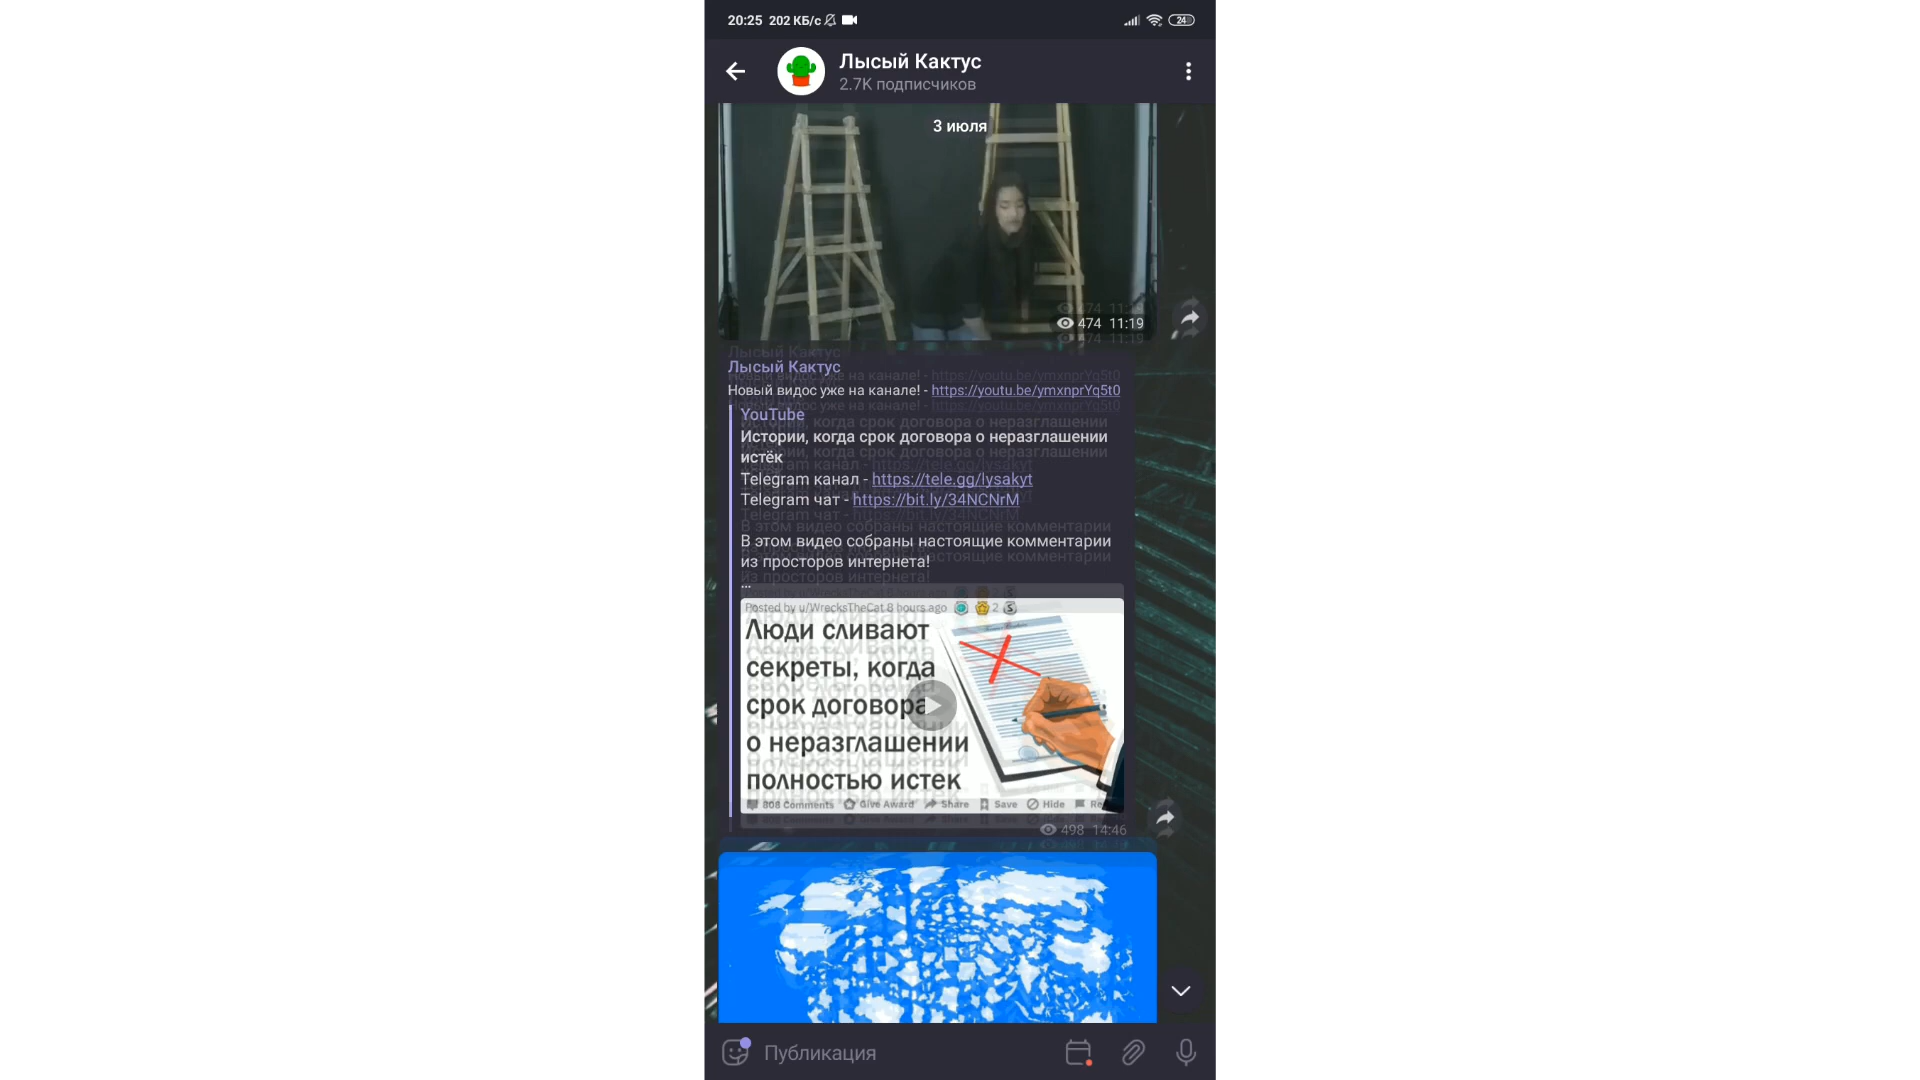 20:25 202 КБ/с 24
Лысый Кактус
2.7K подписчиков
3 июля
474 11:19
Лысый Кактус
Новый видос уже на канале! - https://youtu.be/ymxnprYq5t0
YouTube
Истории, когда срок договора о неразглашении
истёк
Telegram канал - https://tele.gg/lysakyt
Telegram чат - https://bit.ly/34NCNrM
В этом видео собраны настоящие комментарии
из просторов интернета!
...
Posted by u/WrecksTheCat 8 hours ago 2 S
Люди сливают
секреты, когда
срок договора
о неразглашении
полностью истек
808 Comments Give Award Share Save Hide Re
498 14:46
Публикация